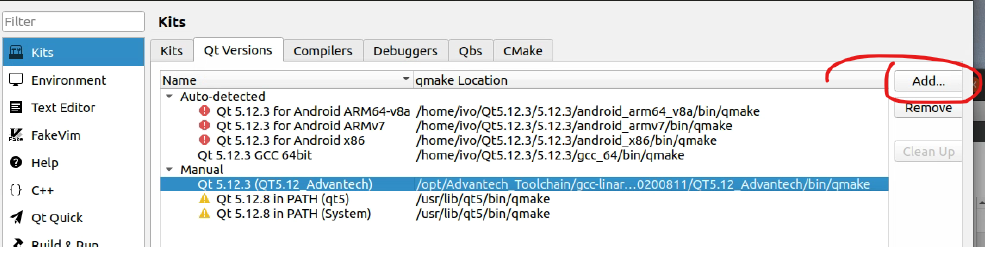 Filter
Kits
Kits
Environment
Text Editor
FakeVim
Help
{} C++
Qt Quick
Build & Run
Kits Qt Versions Compilers Debuggers Qbs CMake
Name qmake Location
Auto-detected
Qt 5.12.3 for Android ARM64-v8a /home/ivo/Qt5.12.3/5.12.3/android_arm64_v8a/bin/qmake
Qt 5.12.3 for Android ARMv7 /home/ivo/Qt5.12.3/5.12.3/android_armv7/bin/qmake
Qt 5.12.3 for Android x86 /home/ivo/Qt5.12.3/5.12.3/android_x86/bin/qmake
Qt 5.12.3 GCC 64bit /home/ivo/Qt5.12.3/5.12.3/gcc_64/bin/qmake
Manual
Qt 5.12.3 (QT5.12_Advantech) /opt/Advantech_Toolchain/gcc-linar...0200811/QT5.12_Advantech/bin/qmake
Qt 5.12.8 in PATH (qt5) /usr/lib/qt5/bin/qmake
Qt 5.12.8 in PATH (System) /usr/lib/qt5/bin/qmake
Add...
Remove
Clean Up